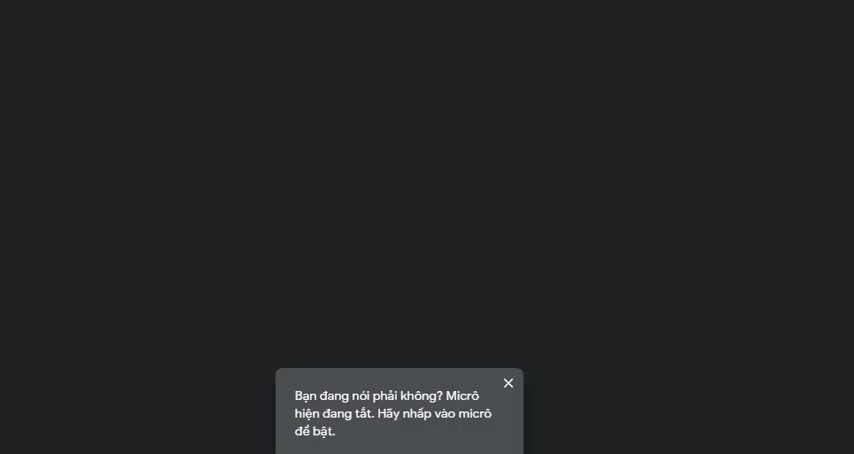 Bạn đang nói phải không? Micrô
hiện đang tắt. Hãy nhấp vào micrô
để bật.